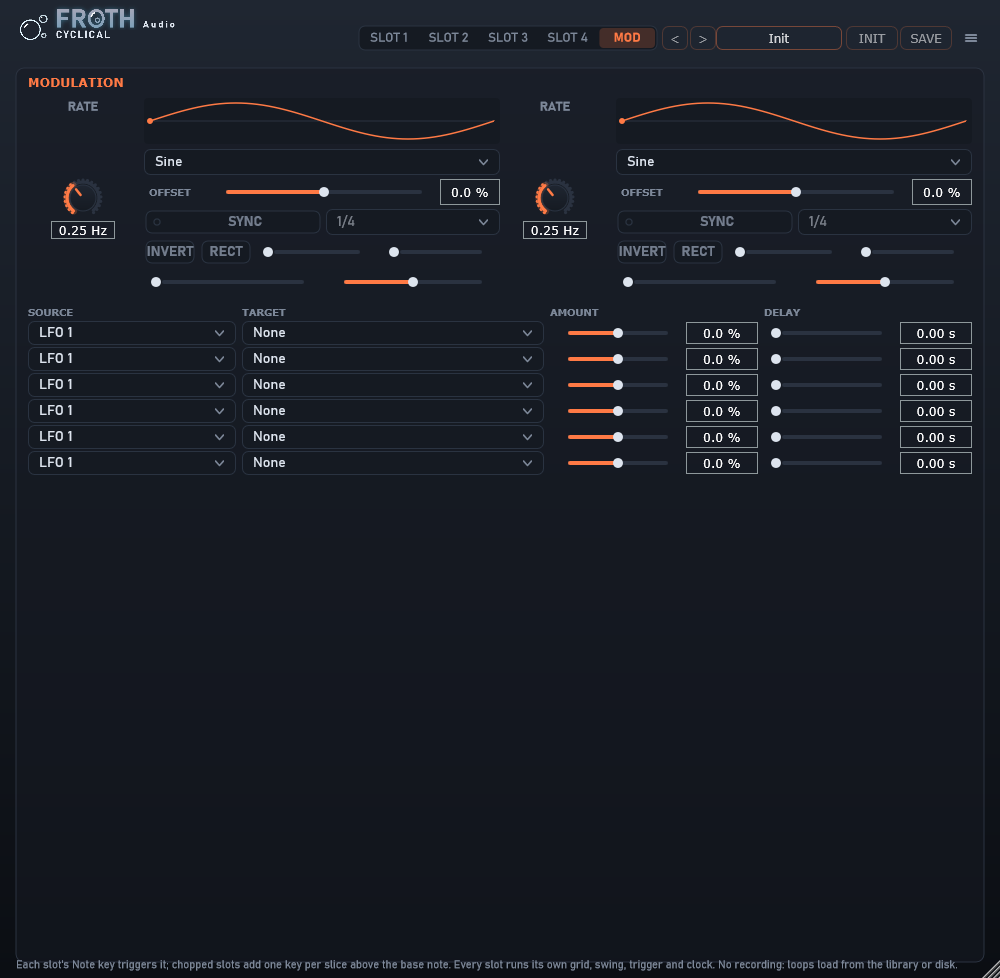 FROTH Audio
CYCLICAL
SLOT 1 SLOT 2 SLOT 3 SLOT 4 MOD < > Init INIT SAVE
MODULATION
RATE RATE
Sine Sine
OFFSET 0.0 % OFFSET 0.0 %
SYNC 1/4 SYNC 1/4
0.25 Hz 0.25 Hz
INVERT RECT INVERT RECT
SOURCE TARGET AMOUNT DELAY
LFO 1 None 0.0 % 0.00 s
LFO 1 None 0.0 % 0.00 s
LFO 1 None 0.0 % 0.00 s
LFO 1 None 0.0 % 0.00 s
LFO 1 None 0.0 % 0.00 s
LFO 1 None 0.0 % 0.00 s
Each slot's Note key triggers it; chopped slots add one key per slice above the base note. Every slot runs its own grid, swing, trigger and clock. No recording: loops load from the library or disk.